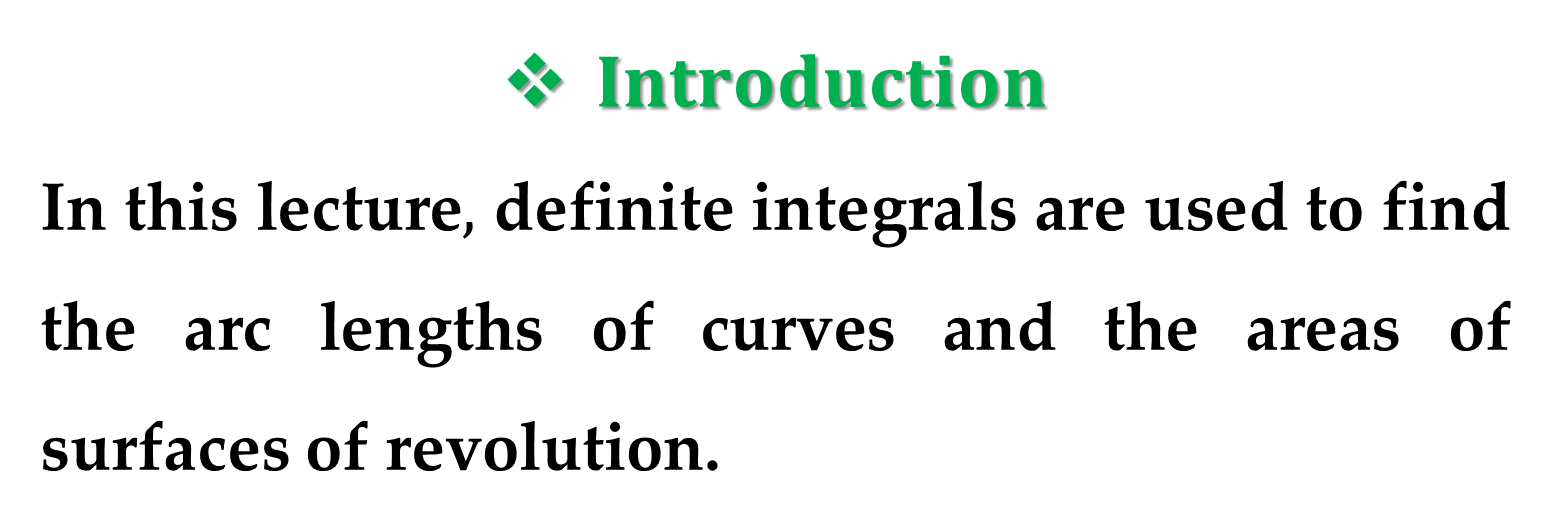 ❖ Introduction
In this lecture, definite integrals are used to find
the arc lengths of curves and the areas of
surfaces of revolution.